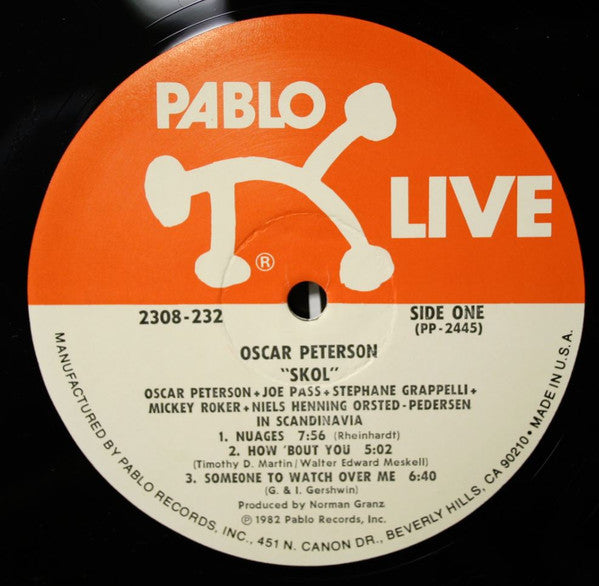 PABLO
LIVE
®
2308-232
SIDE ONE
(PP-2445)
OSCAR PETERSON
"SKOL"
OSCAR PETERSON + JOE PASS + STEPHANE GRAPPELLI +
MICKEY ROKER + NIELS HENNING ORSTED-PEDERSEN
IN SCANDINAVIA
1. NUAGES 7:56 (Rheinhardt)
2. HOW 'BOUT YOU 5:02
(Timothy D. Martin/Walter Edward Meskell)
3. SOMEONE TO WATCH OVER ME 6:40
(G. & I. Gershwin)
Produced by Norman Granz
℗ 1982 Pablo Records, Inc.
MANUFACTURED BY PABLO RECORDS, INC., 451 N. CANON DR., BEVERLY HILLS, CA 90210 • MADE IN U.S.A.